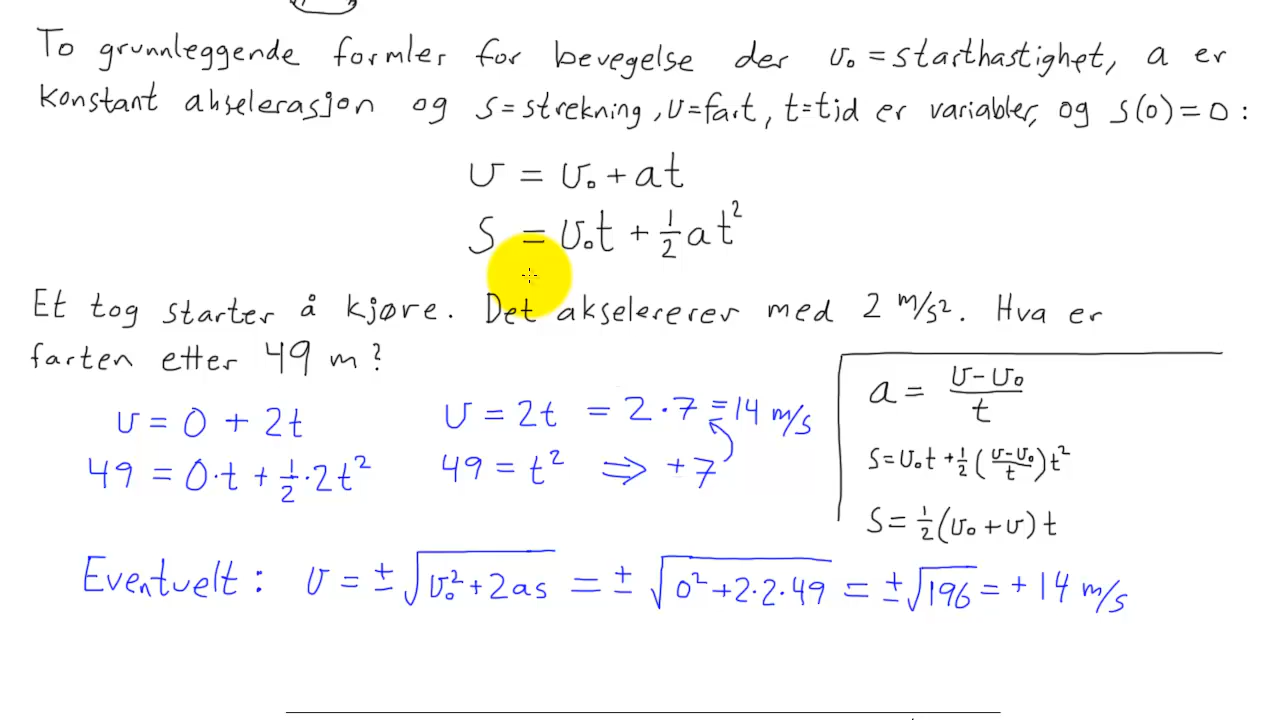 To grunnleggende formler for bevegelse der v₀ = starthastighet, a er
konstant akselerasjon og s = strekning, v = fart, t = tid er variabler, og s(0) = 0 :
v = v₀ + at
s = v₀t + ½at²
Et tog starter å kjøre. Det akselererer med 2 m/s². Hva er
farten etter 49 m?
v = 0 + 2t
49 = 0·t + ½·2t²
v = 2t = 2·7 = 14 m/s
49 = t² ⇒ +7
a = (v - v₀)/t
s = v₀t + ½((v-v₀)/t)t²
s = ½(v₀ + v)t
Eventuelt : v = ±√(v₀² + 2as) = ±√(0² + 2·2·49) = ±√196 = +14 m/s